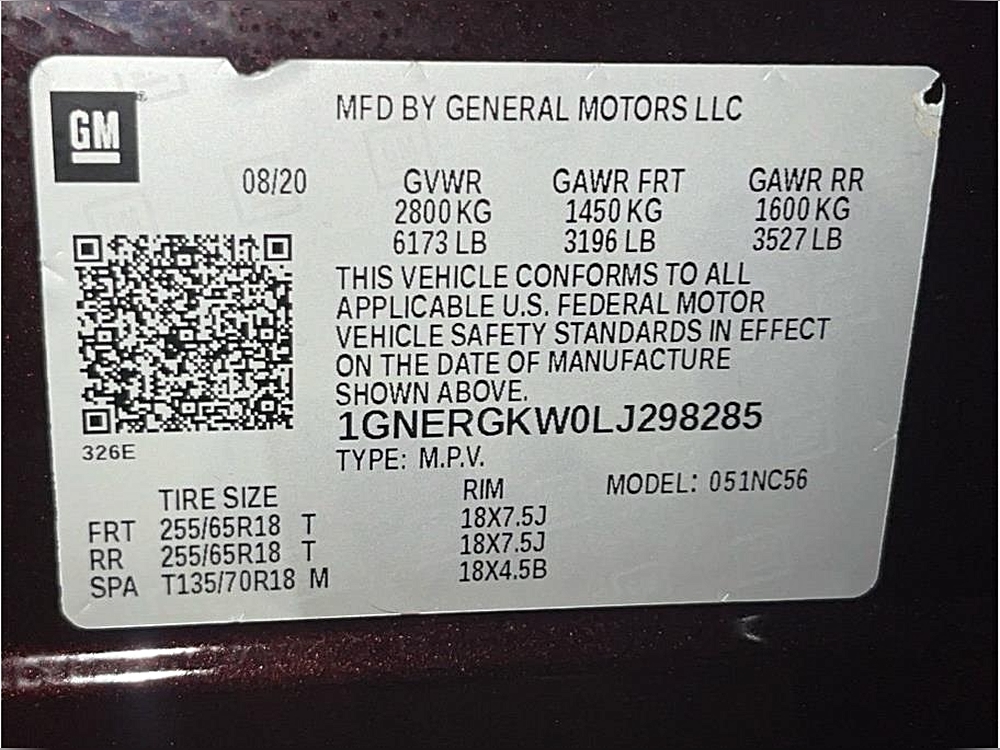 GM
MFD BY GENERAL MOTORS LLC
08/20 GVWR GAWR FRT GAWR RR
2800 KG 1450 KG 1600 KG
6173 LB 3196 LB 3527 LB
THIS VEHICLE CONFORMS TO ALL
APPLICABLE U.S. FEDERAL MOTOR
VEHICLE SAFETY STANDARDS IN EFFECT
ON THE DATE OF MANUFACTURE
SHOWN ABOVE.
1GNERGKW0LJ298285
326E
TYPE: M.P.V.
TIRE SIZE RIM MODEL: 051NC56
FRT 255/65R18 T 18X7.5J
RR 255/65R18 T 18X7.5J
SPA T135/70R18 M 18X4.5B